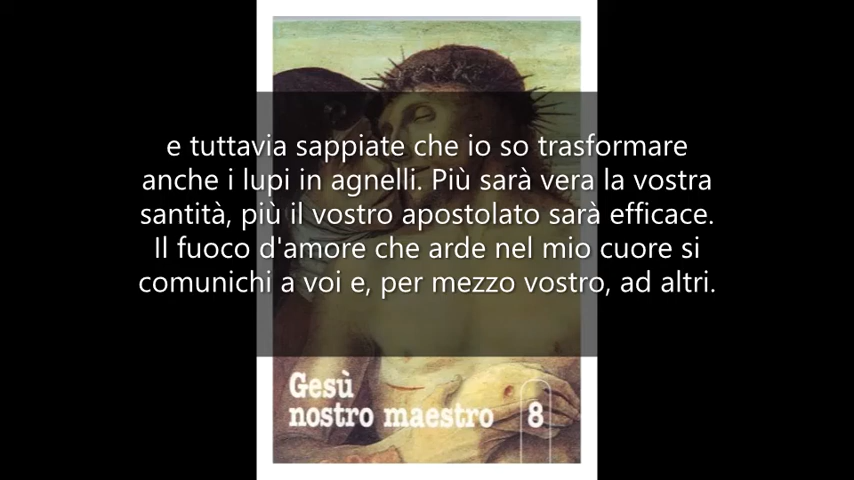 e tuttavia sappiate che io so trasformare
anche i lupi in agnelli. Più sarà vera la vostra
santità, più il vostro apostolato sarà efficace.
Il fuoco d'amore che arde nel mio cuore si
comunichi a voi e, per mezzo vostro, ad altri.
Gesù
nostro maestro 8